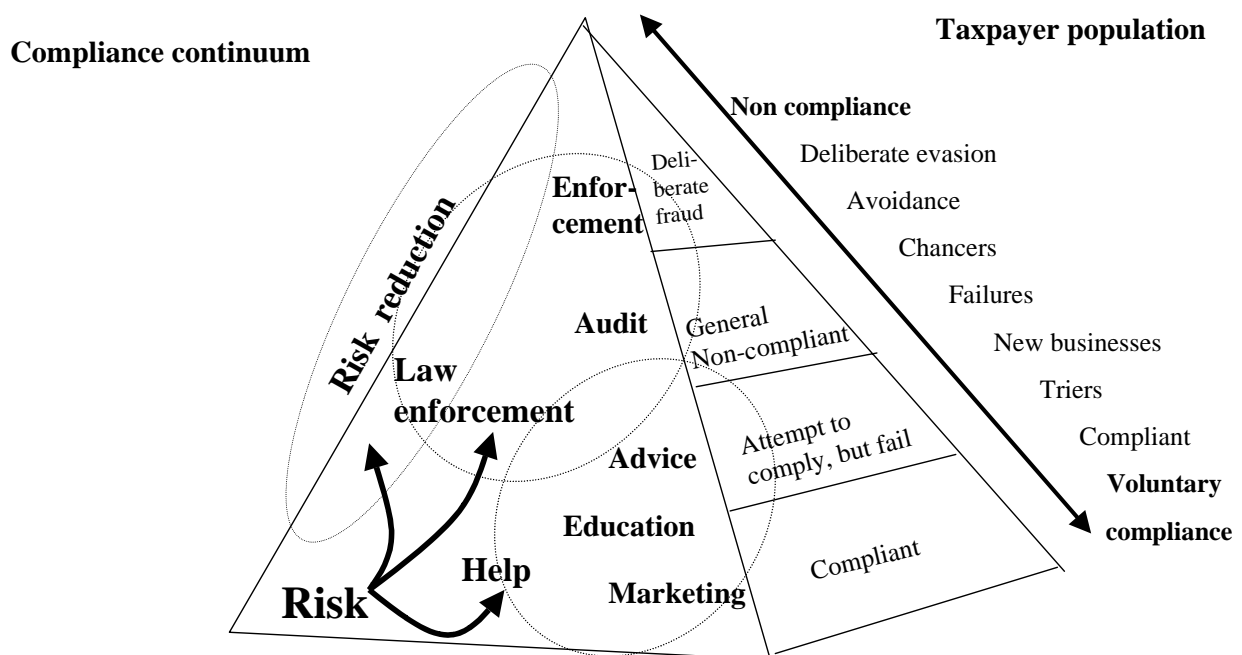 Compliance continuum
Taxpayer population
Non compliance
Deliberate evasion
Avoidance
Chancers
Failures
New businesses
Triers
Compliant
Voluntary
compliance
Deli-
berate
fraud
General
Non-compliant
Attempt to
comply, but fail
Compliant
Enfor-
cement
Audit
Advice
Education
Marketing
Risk reduction
Law
enforcement
Help
Risk